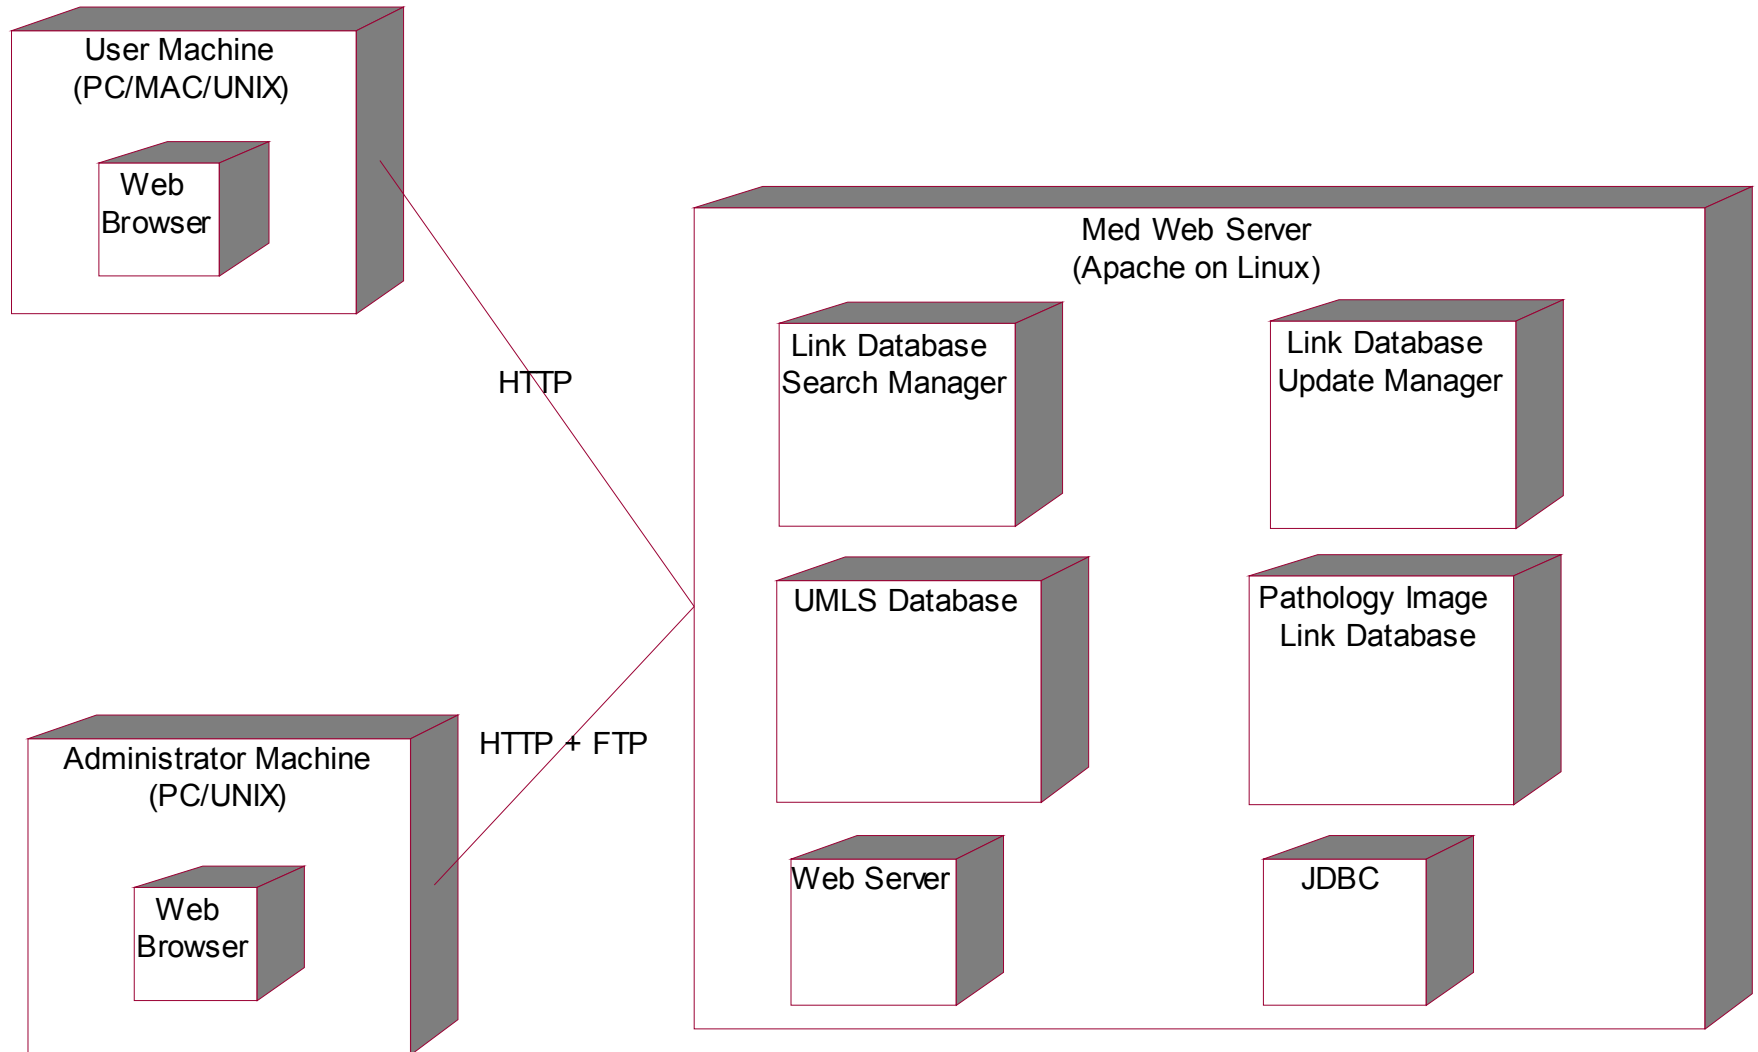 User Machine
(PC/MAC/UNIX)
Web
Browser
HTTP
Med Web Server
(Apache on Linux)
Link Database
Search Manager
Link Database
Update Manager
UMLS Database
Pathology Image
Link Database
Web Server
JDBC
HTTP + FTP
Administrator Machine
(PC/UNIX)
Web
Browser